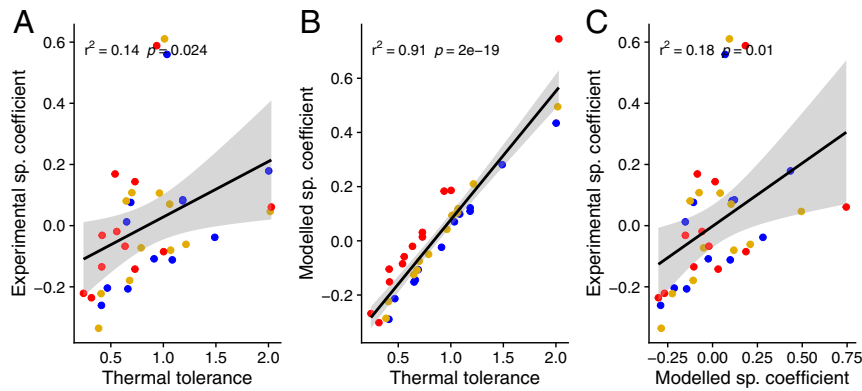 A
r² = 0.14 p = 0.024
Experimental sp. coefficient
0.6
0.4
0.2
0.0
−0.2
0.5 1.0 1.5 2.0
Thermal tolerance
B
r² = 0.91 p = 2e−19
Modelled sp. coefficient
0.6
0.4
0.2
0.0
−0.2
0.5 1.0 1.5 2.0
Thermal tolerance
C
r² = 0.18 p = 0.01
Experimental sp. coefficient
0.6
0.4
0.2
0.0
−0.2
−0.25 0.00 0.25 0.50 0.75
Modelled sp. coefficient